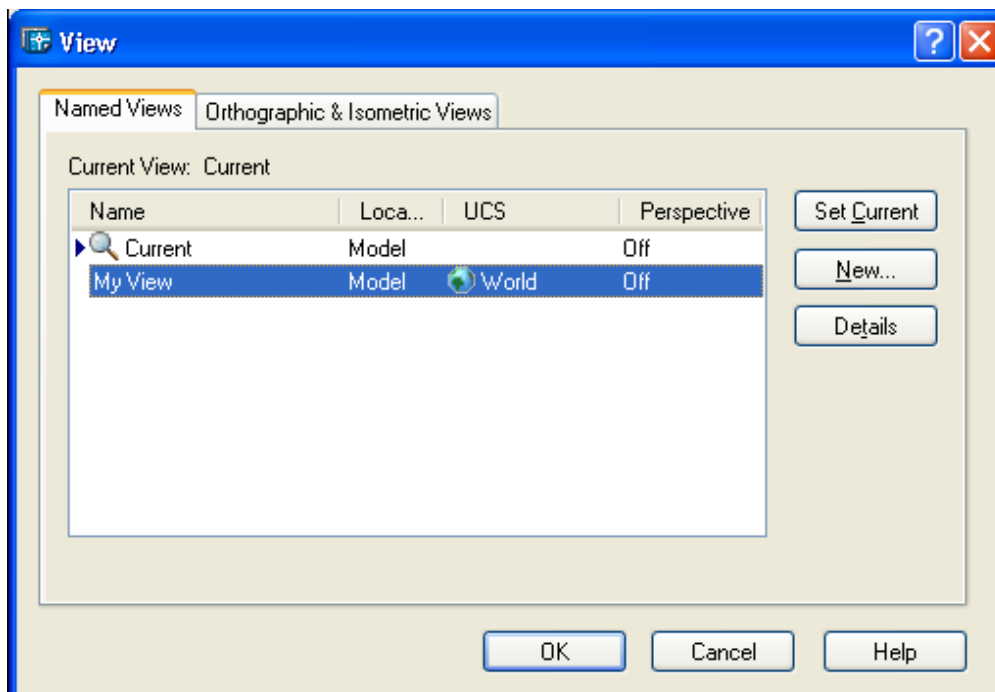 View
Named Views Orthographic & Isometric Views
Current View: Current
Name Loca... UCS Perspective
Current Model Off
My View Model World Off
Set Current
New...
Details
OK Cancel Help